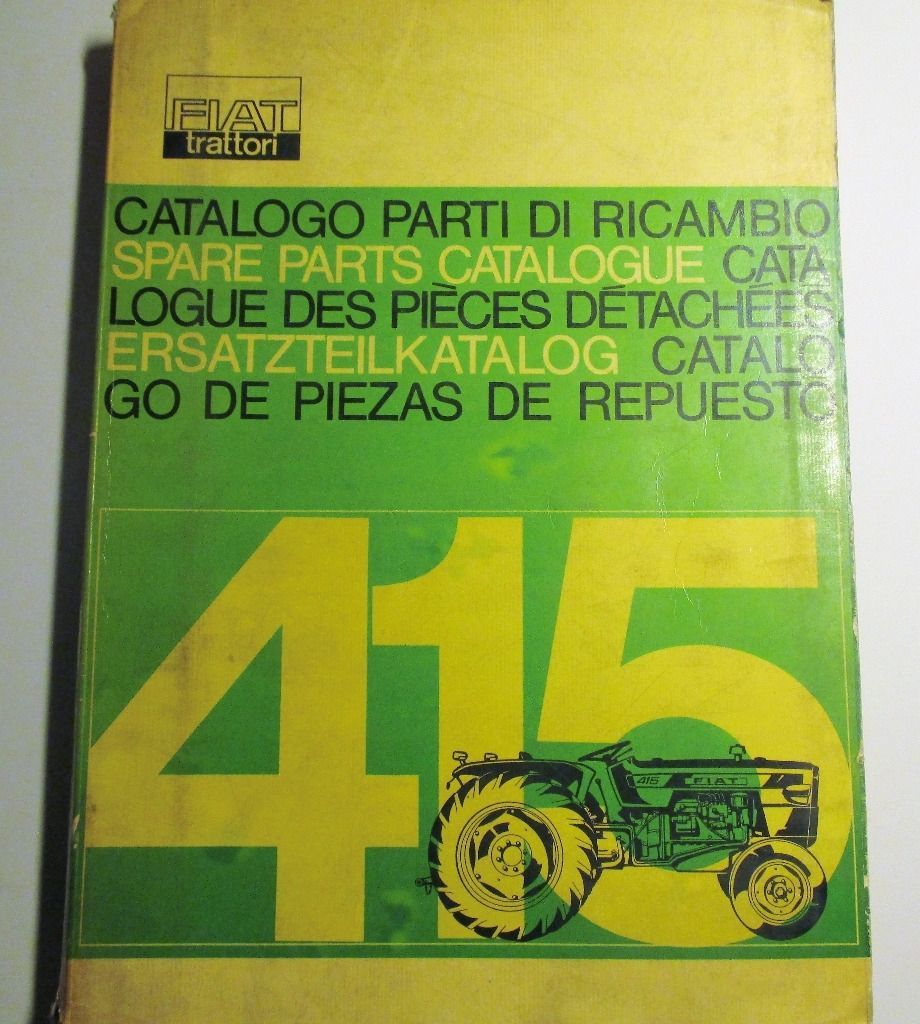 FIAT
trattori
CATALOGO PARTI DI RICAMBIO
SPARE PARTS CATALOGUE CATA
LOGUE DES PIÈCES DÉTACHÉES
ERSATZTEILKATALOG CATALO
GO DE PIEZAS DE REPUESTO
415
415 FIAT